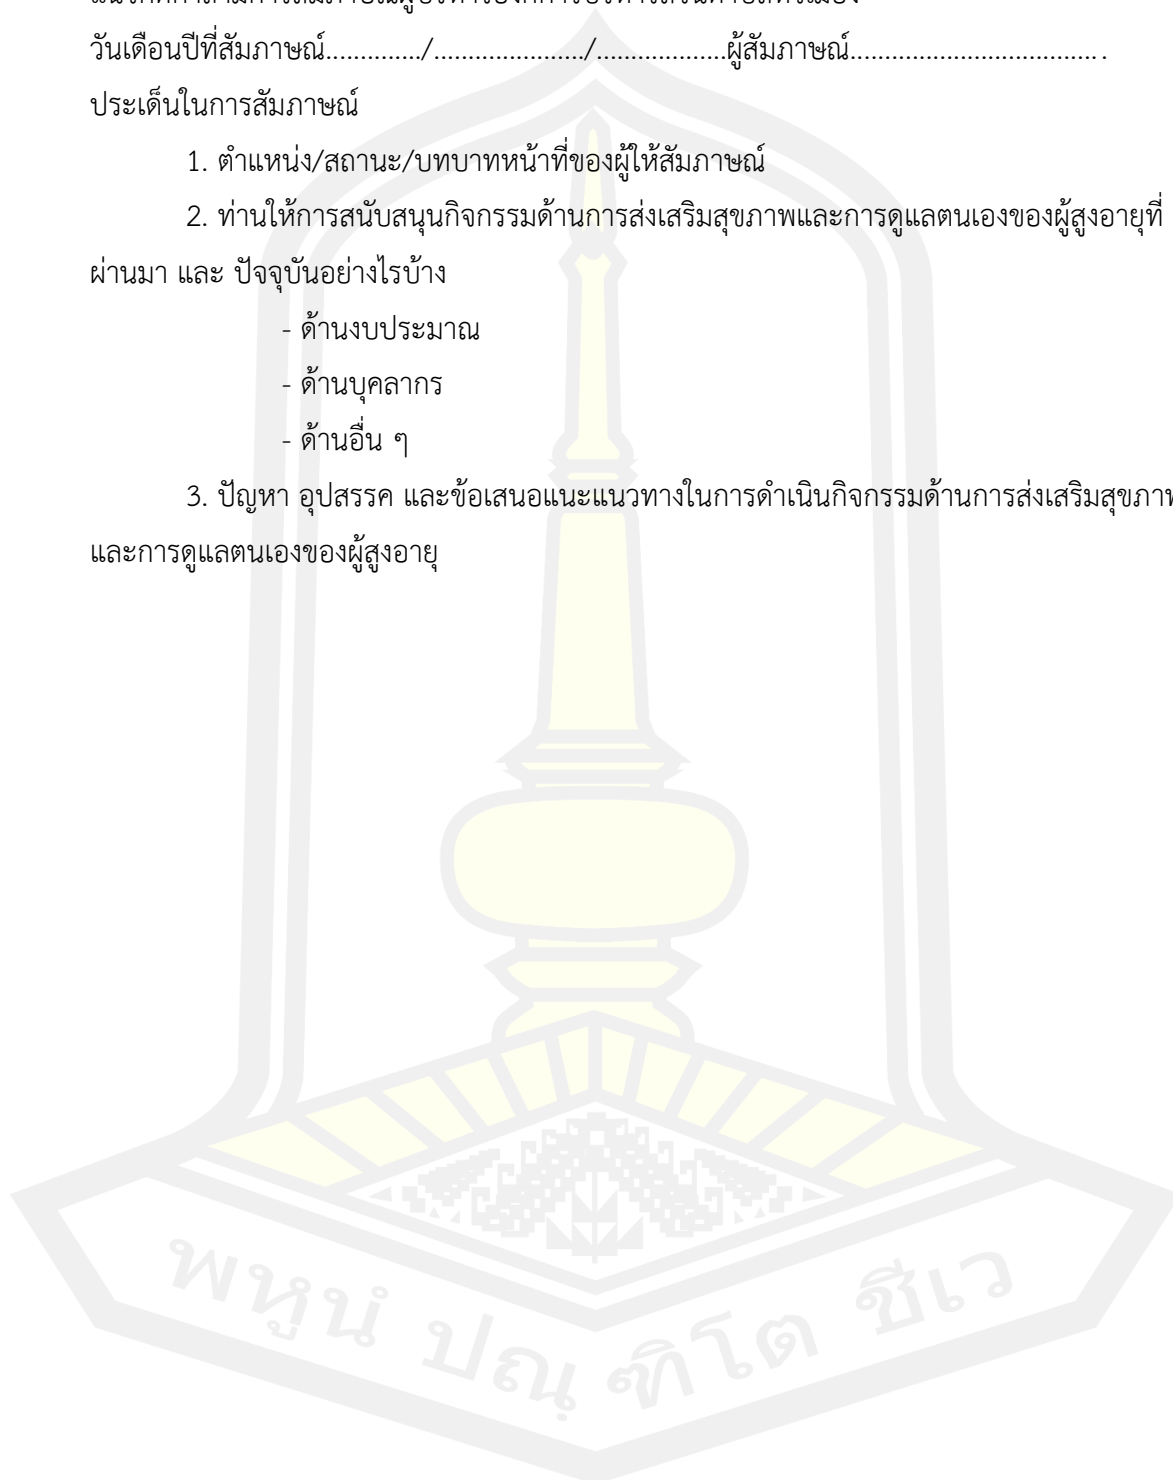 วันเดือนปีที่สัมภาษณ์............../....................../...................ผู้สัมภาษณ์.....................................
ประเด็นในการสัมภาษณ์
1. ตำแหน่ง/สถานะ/บทบาทหน้าที่ของผู้ให้สัมภาษณ์
2. ท่านให้การสนับสนุนกิจกรรมด้านการส่งเสริมสุขภาพและการดูแลตนเองของผู้สูงอายุที่
ผ่านมา และ ปัจจุบันอย่างไรบ้าง
- ด้านงบประมาณ
- ด้านบุคลากร
- ด้านอื่น ๆ
3. ปัญหา อุปสรรค และข้อเสนอแนะแนวทางในการดำเนินกิจกรรมด้านการส่งเสริมสุขภาพ
และการดูแลตนเองของผู้สูงอายุ
พหูนํ ปณฺฑิโต ชีเว